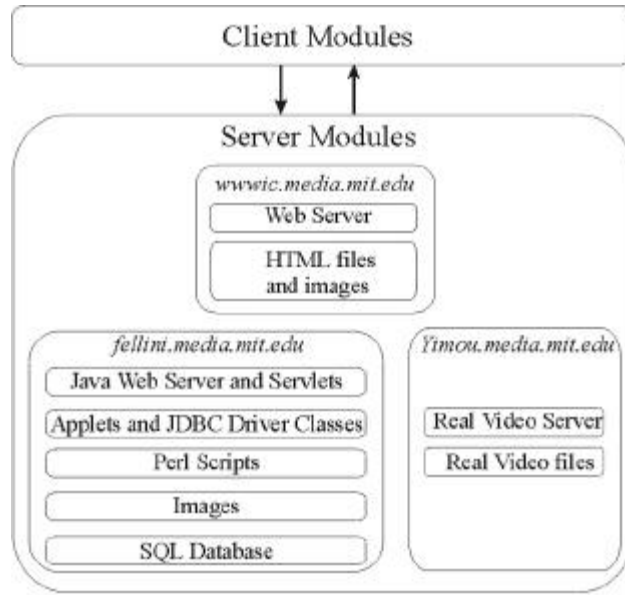 Client Modules
Server Modules
wwwic.media.mit.edu
Web Server
HTML files
and images
fellini.media.mit.edu
Java Web Server and Servlets
Applets and JDBC Driver Classes
Perl Scripts
Images
SQL Database
Yimou.media.mit.edu
Real Video Server
Real Video files